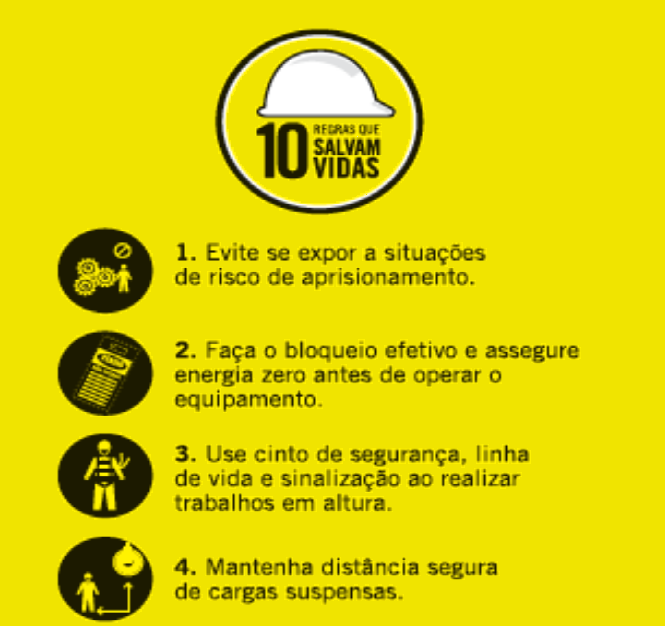 10 REGRAS QUE
SALVAM
VIDAS
1. Evite se expor a situações
de risco de aprisionamento.
2. Faça o bloqueio efetivo e assegure
energia zero antes de operar o
equipamento.
3. Use cinto de segurança, linha
de vida e sinalização ao realizar
trabalhos em altura.
4. Mantenha distância segura
de cargas suspensas.